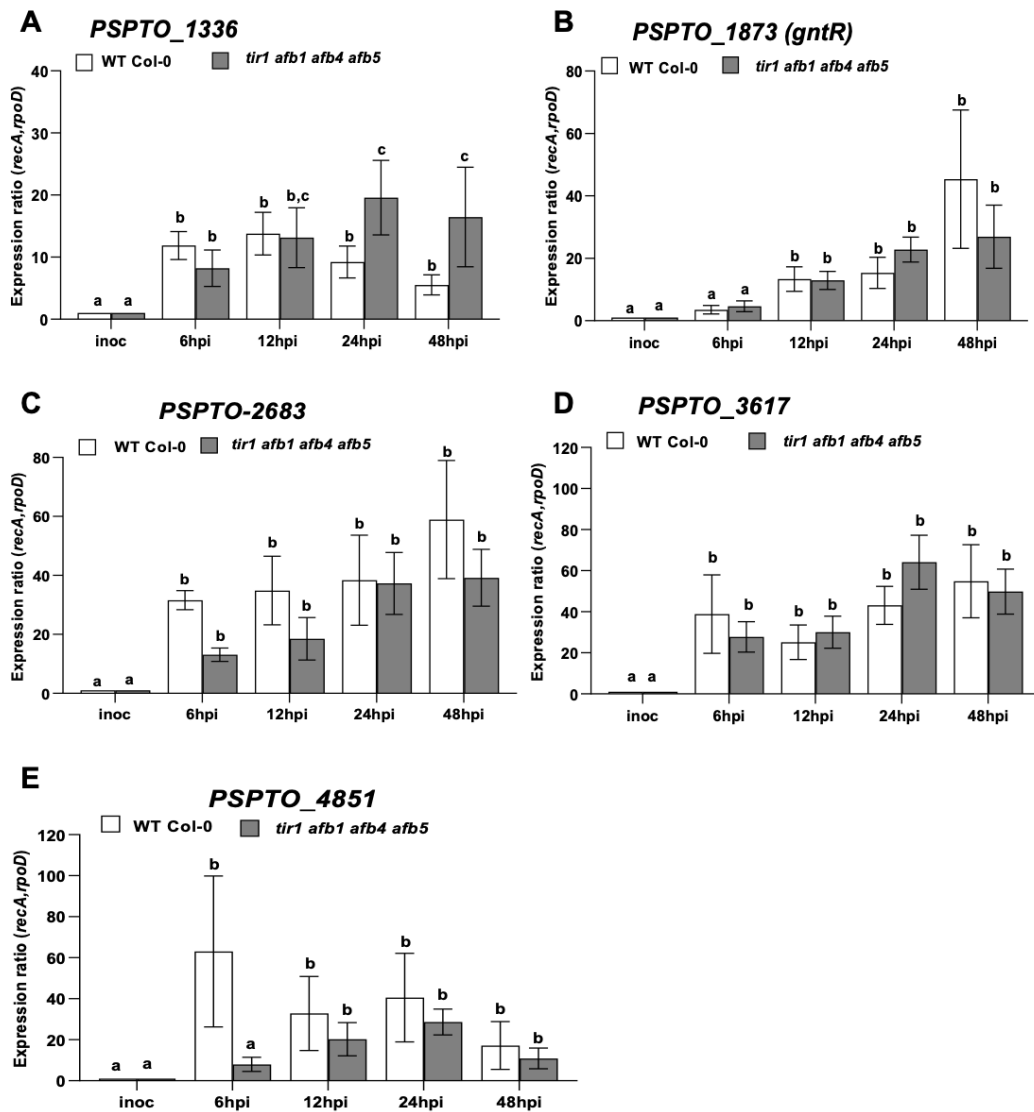 A
PSPTO_1336
WT Col-0
tir1 afb1 afb4 afb5
Expression ratio (recA,rpoD)
40
30
20
10
0
b b b b,c b c b c
a a
inoc 6hpi 12hpi 24hpi 48hpi
B
PSPTO_1873 (gntR)
WT Col-0
tir1 afb1 afb4 afb5
Expression ratio (recA,rpoD)
80
60
40
20
0
a a a a b b b b b b
inoc 6hpi 12hpi 24hpi 48hpi
C
PSPTO-2683
WT Col-0
tir1 afb1 afb4 afb5
Expression ratio (recA,rpoD)
80
60
40
20
0
a a b b b b b b b b
inoc 6hpi 12hpi 24hpi 48hpi
D
PSPTO_3617
WT Col-0
tir1 afb1 afb4 afb5
Expression ratio (recA,rpoD)
120
100
80
60
40
20
0
a a b b b b b b b b
inoc 6hpi 12hpi 24hpi 48hpi
E
PSPTO_4851
WT Col-0
tir1 afb1 afb4 afb5
Expression ratio (recA,rpoD)
120
100
80
60
40
20
0
a a b a b b b b b b
inoc 6hpi 12hpi 24hpi 48hpi